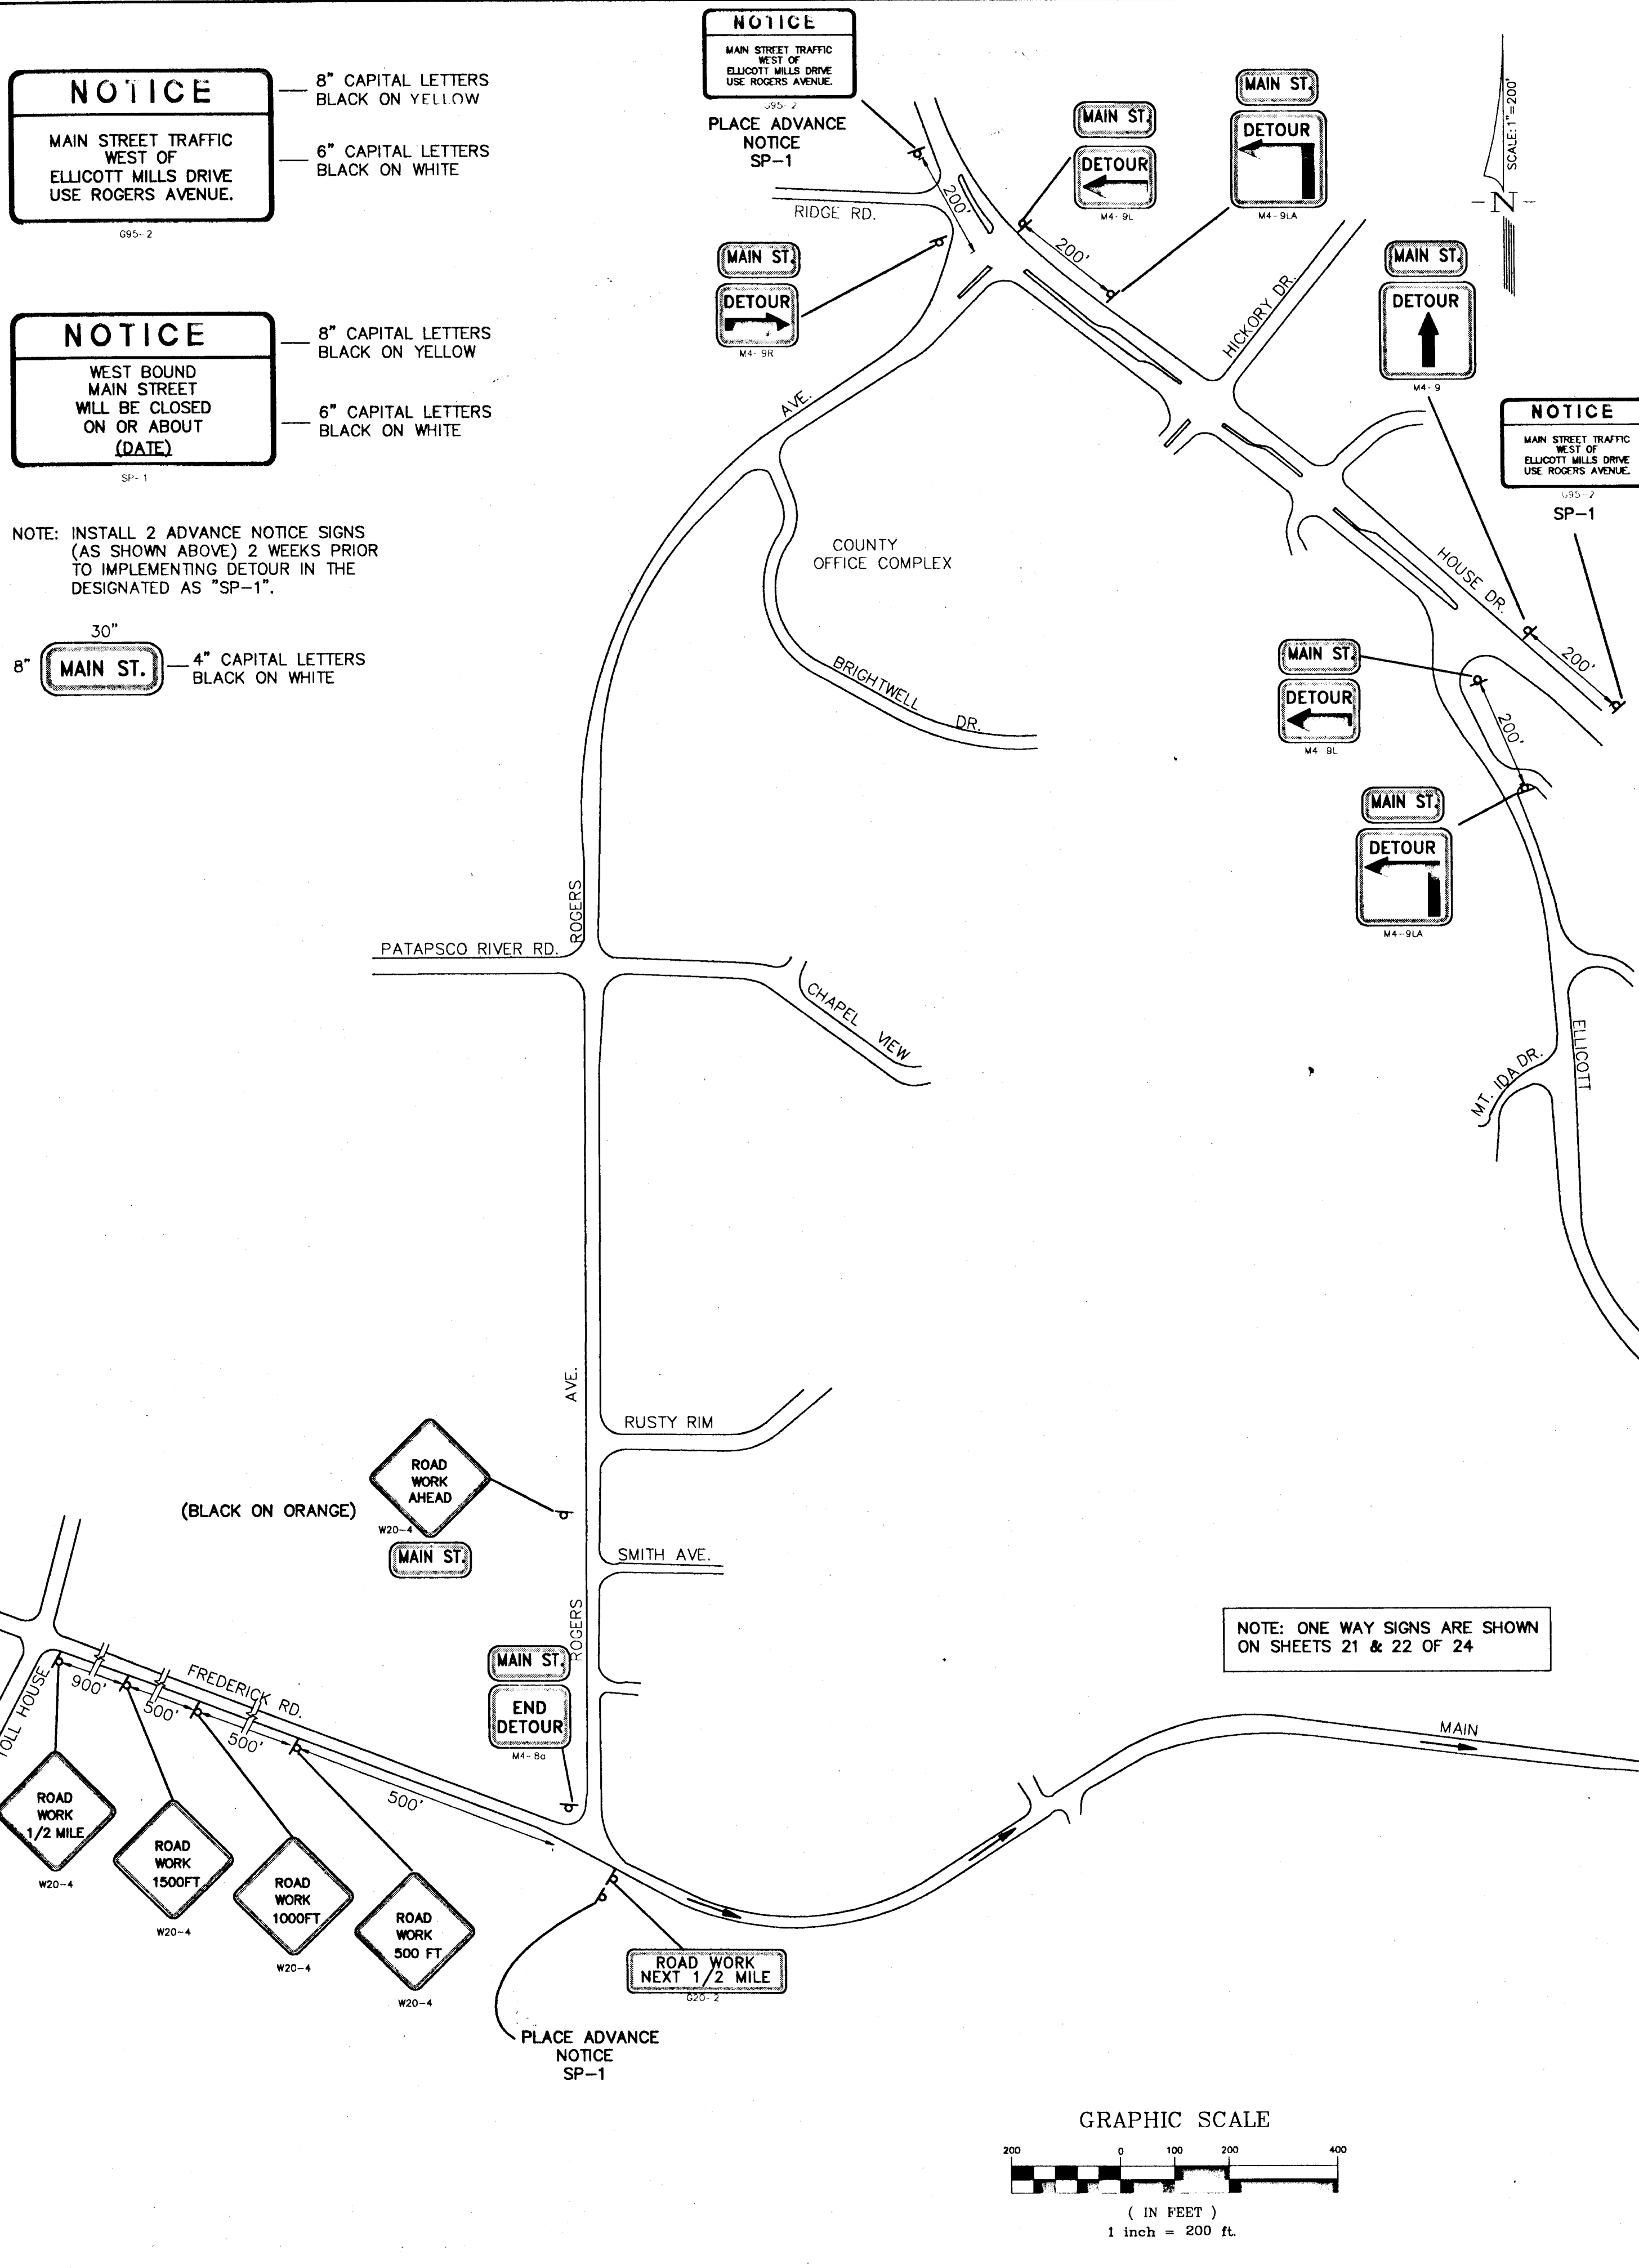 NOTICE
MAIN STREET TRAFFIC
WEST OF
ELLICOTT MILLS DRIVE
USE ROGERS AVENUE.
G95-2
8" CAPITAL LETTERS
BLACK ON YELLOW
6" CAPITAL LETTERS
BLACK ON WHITE
NOTICE
WEST BOUND
MAIN STREET
WILL BE CLOSED
ON OR ABOUT
(DATE)
SP-1
8" CAPITAL LETTERS
BLACK ON YELLOW
6" CAPITAL LETTERS
BLACK ON WHITE
NOTE: INSTALL 2 ADVANCE NOTICE SIGNS
(AS SHOWN ABOVE) 2 WEEKS PRIOR
TO IMPLEMENTING DETOUR IN THE
DESIGNATED AS "SP-1".
30"
8"
MAIN ST.
4" CAPITAL LETTERS
BLACK ON WHITE
NOTICE
MAIN STREET TRAFFIC
WEST OF
ELLICOTT MILLS DRIVE
USE ROGERS AVENUE.
G95-2
PLACE ADVANCE
NOTICE
SP-1
RIDGE RD.
200'
MAIN ST.
DETOUR
M4-9R
MAIN ST.
DETOUR
M4-9L
MAIN ST.
DETOUR
M4-9LA
200'
SCALE: 1"=200'
-N-
HICKORY DR.
MAIN ST.
DETOUR
M4-9
NOTICE
MAIN STREET TRAFFIC
WEST OF
ELLICOTT MILLS DRIVE
USE ROGERS AVENUE.
G95-2
SP-1
HOUSE DR.
200'
MAIN ST.
DETOUR
M4-9L
200'
MAIN ST.
DETOUR
M4-9LA
AVE.
COUNTY
OFFICE COMPLEX
BRIGHTWELL
DR.
ROGERS
PATAPSCO RIVER RD.
CHAPEL VIEW
MT. IDA DR.
ELLICOTT
AVE.
RUSTY RIM
ROAD
WORK
AHEAD
W20-4
(BLACK ON ORANGE)
MAIN ST.
SMITH AVE.
ROGERS
MAIN ST.
END
DETOUR
M4-8a
NOTE: ONE WAY SIGNS ARE SHOWN
ON SHEETS 21 & 22 OF 24
FREDERICK RD.
TOLL HOUSE
900'
500'
500'
500'
ROAD
WORK
1/2 MILE
W20-4
ROAD
WORK
1500FT
W20-4
ROAD
WORK
1000FT
W20-4
ROAD
WORK
500 FT
W20-4
MAIN
ROAD WORK
NEXT 1/2 MILE
G20-2
PLACE ADVANCE
NOTICE
SP-1
GRAPHIC SCALE
200 0 100 200 400
( IN FEET )
1 inch = 200 ft.